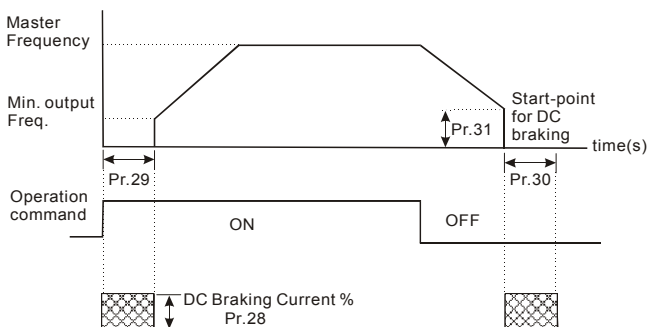 Master
Frequency
Min. output
Freq.
Pr.31
Start-point
for DC
braking
time(s)
Pr.29
Pr.30
Operation
command
ON
OFF
DC Braking Current %
Pr.28